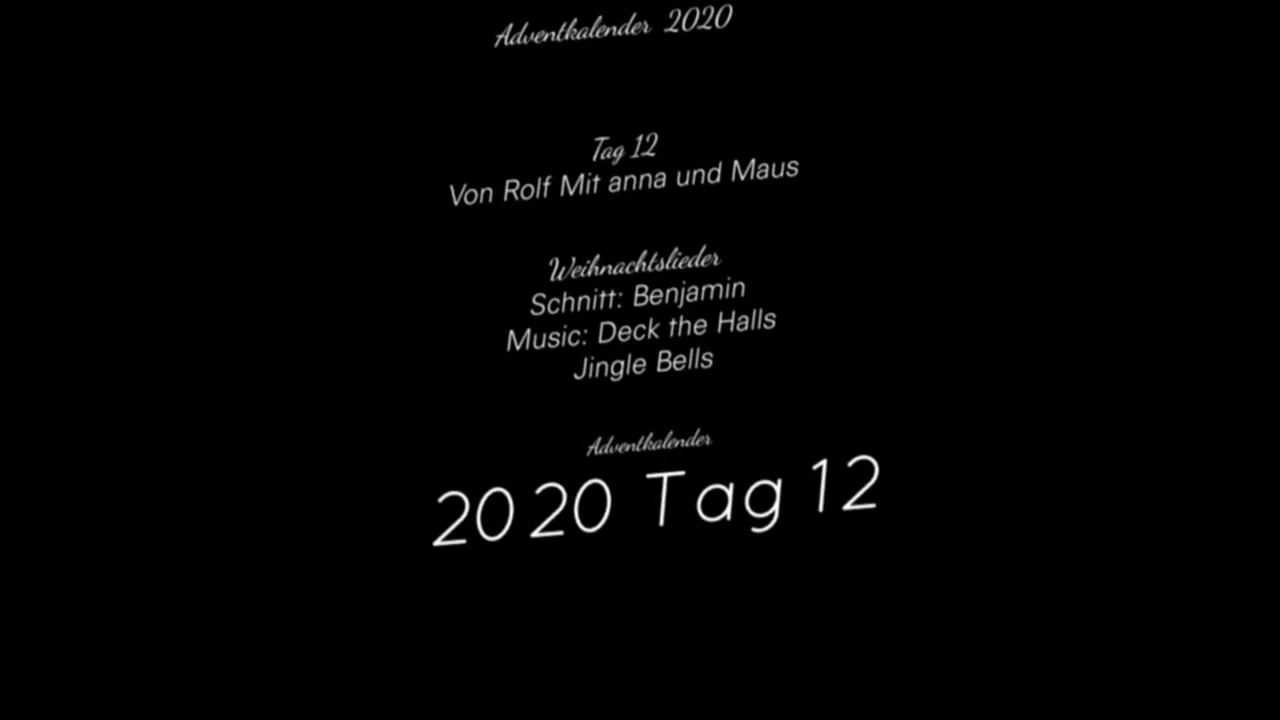 Adventkalender 2020
Tag 12
Von Rolf Mit anna und Maus
Weihnachtslieder
Schnitt: Benjamin
Music: Deck the Halls
Jingle Bells
Adventkalender
2020 Tag 12